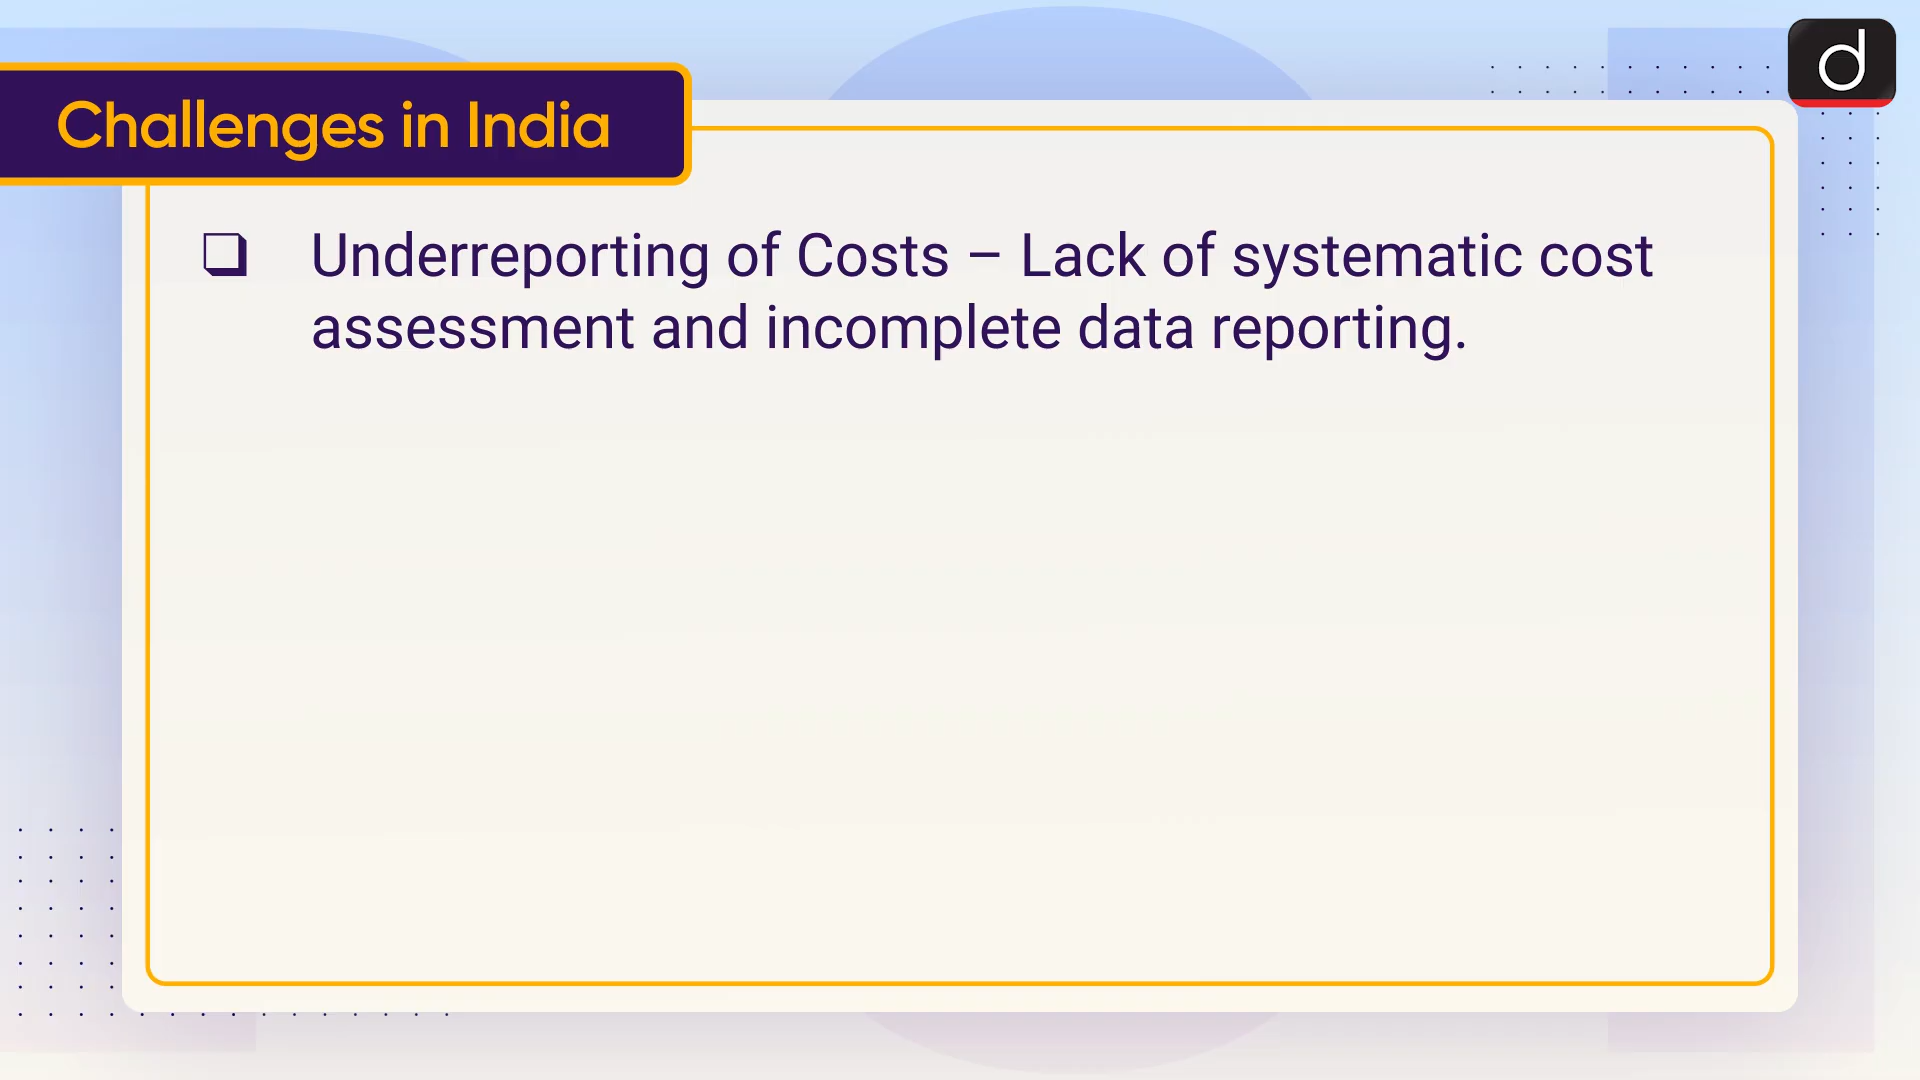 Challenges in India
❑ Underreporting of Costs – Lack of systematic cost
assessment and incomplete data reporting.
d